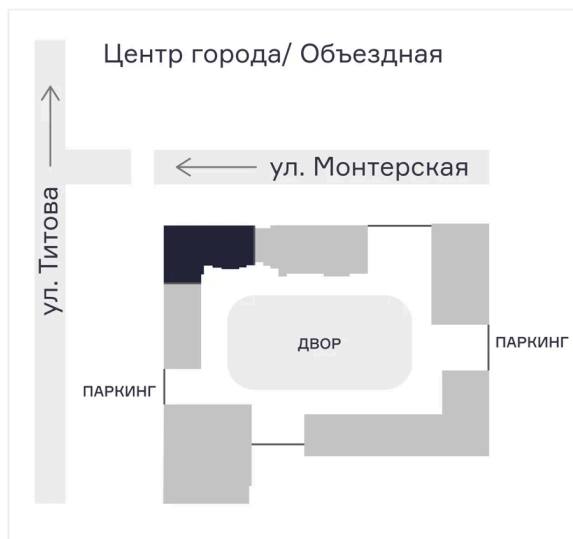 Центр города/ Объездная
ул. Монтерская
ул. Титова
ДВОР
ПАРКИНГ
ПАРКИНГ